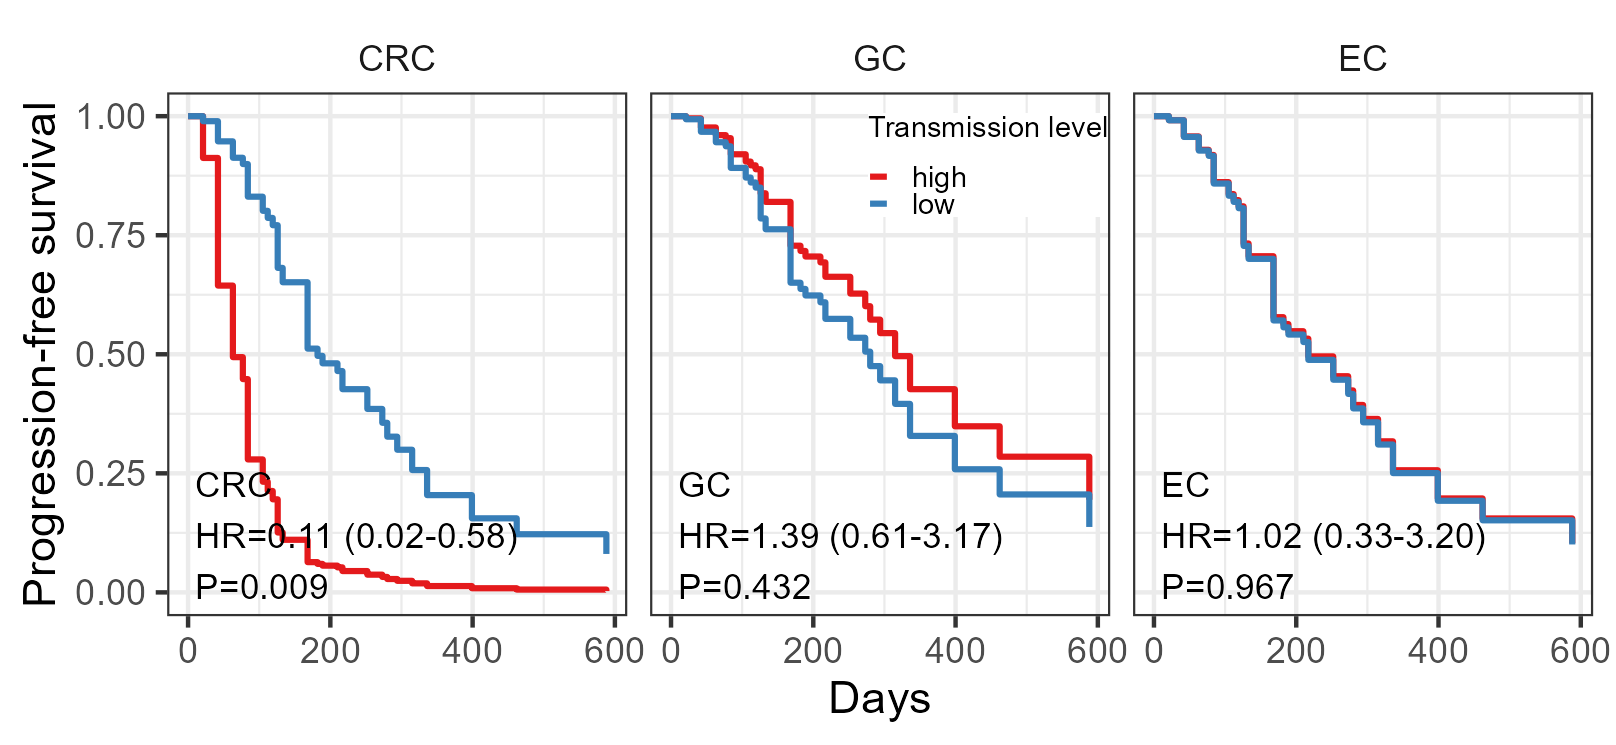 CRC
GC
EC
Progression-free survival
1.00
0.75
0.50
0.25
0.00
Transmission level
high
low
CRC
HR=0.11 (0.02-0.58)
P=0.009
GC
HR=1.39 (0.61-3.17)
P=0.432
EC
HR=1.02 (0.33-3.20)
P=0.967
0 200 400 600
0 200 400 600
0 200 400 600
Days